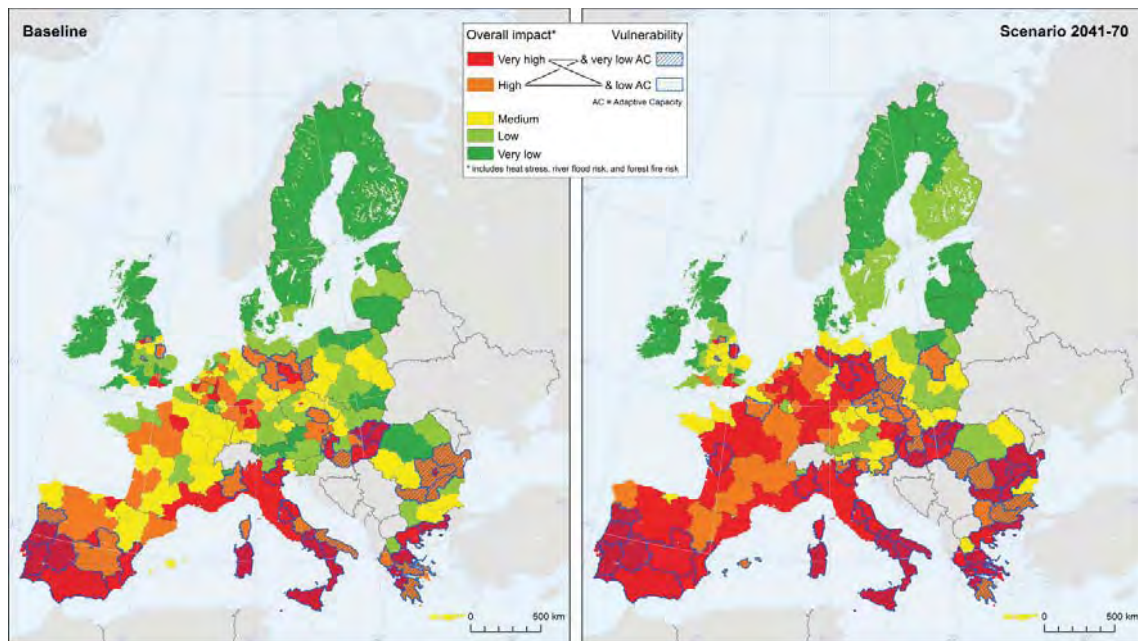 Baseline
Overall impact*
Vulnerability
Very high
& very low AC
High
& low AC
AC = Adaptive Capacity
Medium
Low
Very low
* includes heat stress, river flood risk, and forest fire risk
0 500 km
Scenario 2041-70
0 500 km